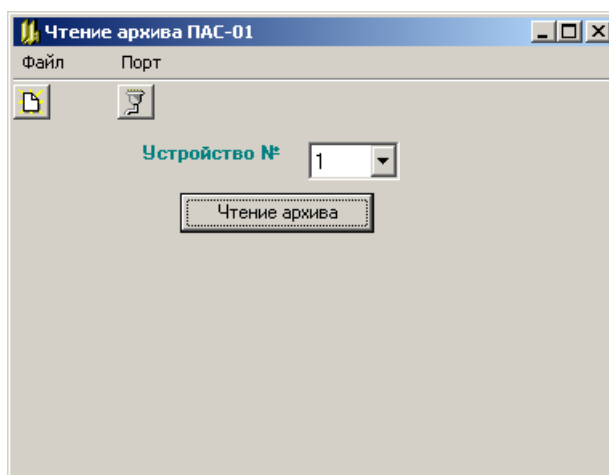 Чтение архива ПАС-01
Файл Порт
Устройство № 1
Чтение архива